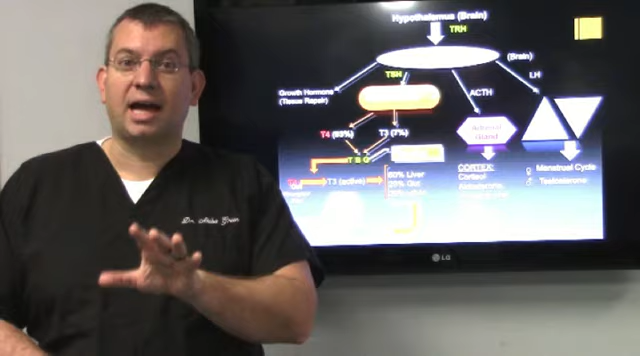 Hypothalamus (Brain)
TRH
(Brain)
TSH
LH
Growth Hormone
(Tissue Repair)
ACTH
T4 (93%)
T3 (7%)
Adrenal
Gland
T B G
CORTEX:
Cortisol
Menstrual Cycle
Testosterone
T3 (active)
60% Liver
20% Gut
Dr.
LG